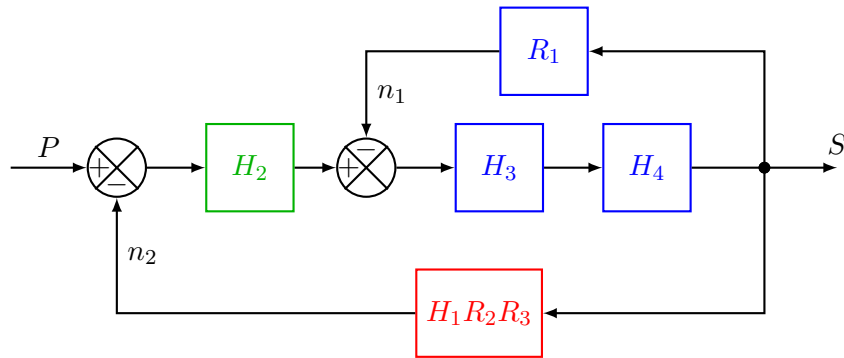 R₁
n₁
P
+
−
H₂
+
−
H₃
H₄
S
n₂
H₁R₂R₃